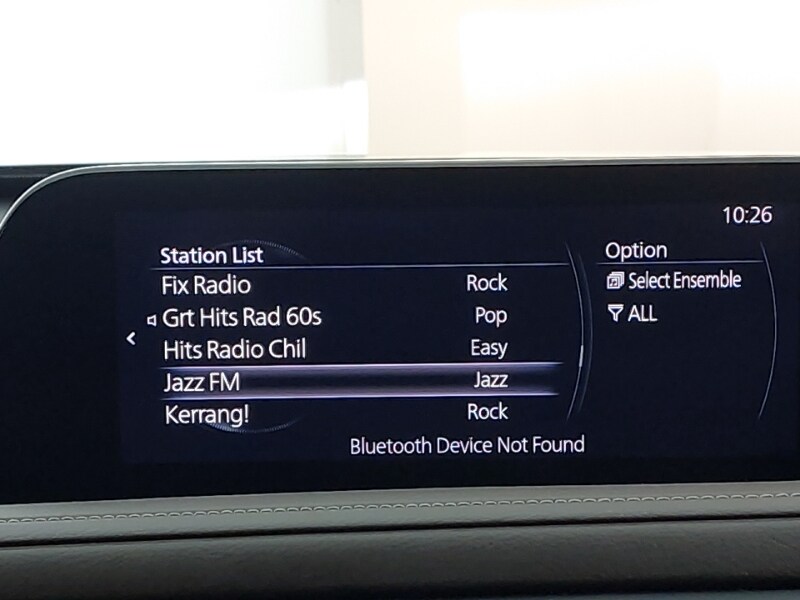 10:26
Station List
Fix Radio Rock
Grt Hits Rad 60s Pop
Hits Radio Chil Easy
Jazz FM Jazz
Kerrang! Rock
Option
Select Ensemble
ALL
Bluetooth Device Not Found